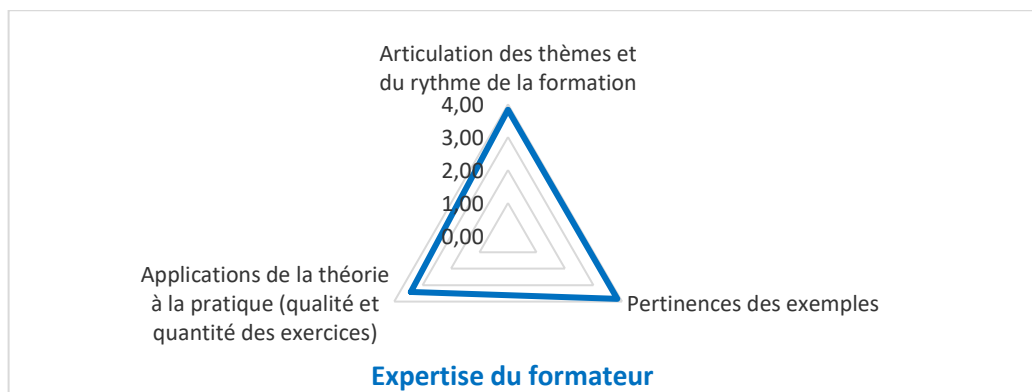 Articulation des thèmes et
du rythme de la formation
4,00
3,00
2,00
1,00
0,00
Applications de la théorie
à la pratique (qualité et
quantité des exercices)
Pertinences des exemples
Expertise du formateur